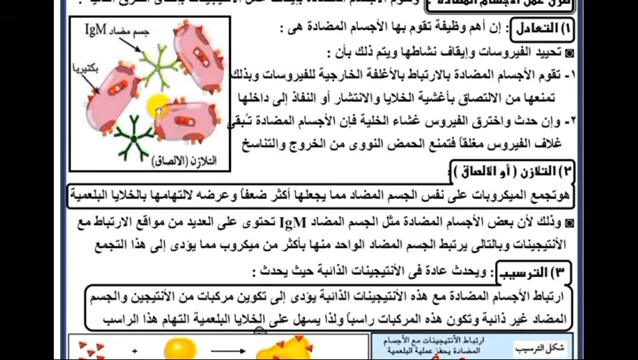 ١) التعادل : إن أهم وظيفة تقوم بها الأجسام المضادة هى :
تحييد الفيروسات وإيقاف نشاطها ويتم ذلك بأن :
١- تقوم الأجسام المضادة بالارتباط بالأغلفة الخارجية للفيروسات وبذلك
تمنعها من الالتصاق بأغشية الخلايا والانتشار أو النفاذ إلى داخلها
٢- وإن حدث واخترق الفيروس غشاء الخلية فإن الأجسام المضادة تُبقى
غلاف الفيروس مغلقاً فتمنع الحمض النووى من الخروج والتناسخ
جسم مضاد IgM
بكتيريا
التلازن (الالتصاق)
٢) التلازن ( أو الالصاق ) :
هوتجمع الميكروبات على نفس الجسم المضاد مما يجعلها أكثر ضعفاً وعرضه لالتهامها بالخلايا البلعمية
وذلك لأن بعض الأجسام المضادة مثل الجسم المضاد IgM تحتوى على العديد من مواقع الارتباط مع
الأنتيجينات وبالتالى يرتبط الجسم المضاد الواحد منها بأكثر من ميكروب مما يؤدى إلى هذا التجمع
٣) الترسيب : ويحدث عادة فى الأنتيجينات الذائبة حيث يحدث :
ارتباط الأجسام المضادة مع هذه الأنتيجينات الذائبة يؤدى إلى تكوين مركبات من الأنتيجين والجسم
المضاد غير ذائبة وتكون هذه المركبات راسباً ولذا يسهل على الخلايا البلعمية التهام هذا الراسب
شكل الترسيب
ارتباط الأنتيجينات مع الأجسام
المضادة يحفز عملية البلعمية